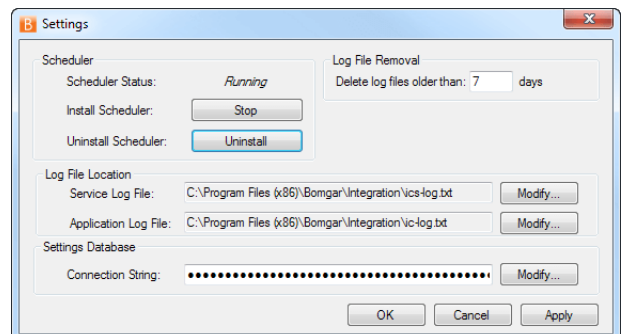 B Settings
Scheduler
Scheduler Status: Running
Install Scheduler: Stop
Uninstall Scheduler: Uninstall
Log File Removal
Delete log files older than: 7 days
Log File Location
Service Log File: C:\Program Files (x86)\Bomgar\Integration\ics-log.txt Modify...
Application Log File: C:\Program Files (x86)\Bomgar\Integration\ic-log.txt Modify...
Settings Database
Connection String: ●●●●●●●●●●●●●●●●●●●●●●●●●●●●●●●●●●●●●●●● Modify...
OK Cancel Apply